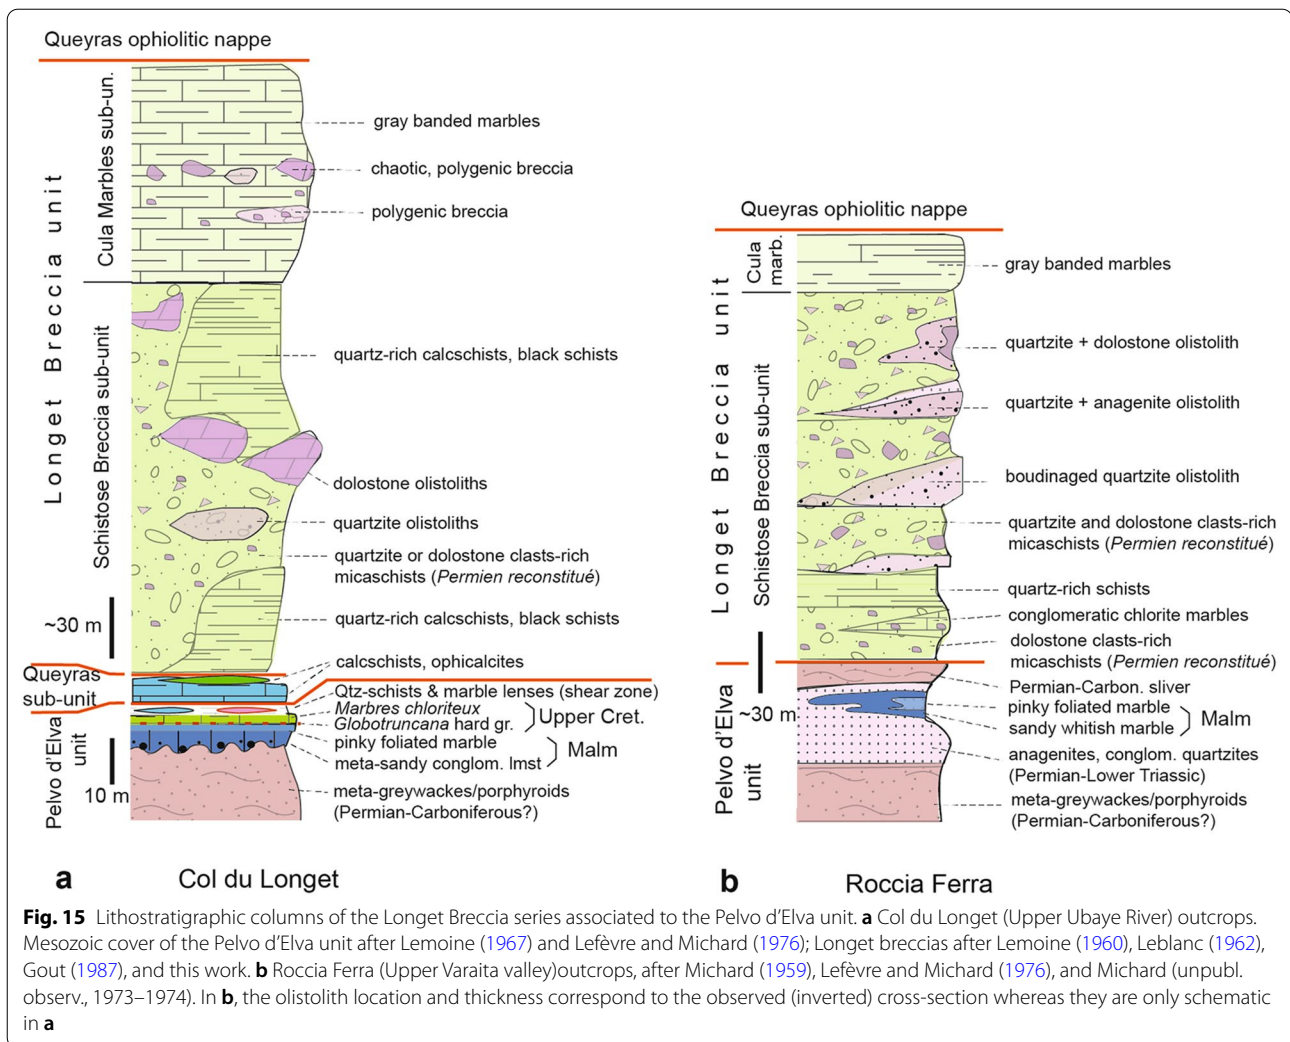 Queyras ophiolitic nappe
Cula Marbles sub-un.
Longet Breccia unit
Schistose Breccia sub-unit
gray banded marbles
chaotic, polygenic breccia
polygenic breccia
quartz-rich calcschists, black schists
dolostone olistoliths
quartzite olistoliths
quartzite or dolostone clasts-rich
micaschists (Permien reconstitué)
~30 m
quartz-rich calcschists, black schists
Queyras
sub-unit
calcschists, ophicalcites
Qtz-schists & marble lenses (shear zone)
Marbres chloriteux
Globotruncana hard gr.
Upper Cret.
pinky foliated marble
meta-sandy conglom. lmst
Malm
Pelvo d'Elva
unit
10 m
meta-greywackes/porphyroids
(Permian-Carboniferous?)
a Col du Longet
Queyras ophiolitic nappe
Cula
marb.
Longet Breccia unit
Schistose Breccia sub-unit
gray banded marbles
quartzite + dolostone olistolith
quartzite + anagenite olistolith
boudinaged quartzite olistolith
quartzite and dolostone clasts-rich
micaschists (Permien reconstitué)
quartz-rich schists
conglomeratic chlorite marbles
dolostone clasts-rich
micaschists (Permien reconstitué)
~30 m
Pelvo d'Elva
unit
Permian-Carbon. sliver
pinky foliated marble
sandy whitish marble
Malm
anagenites, conglom. quartzites
(Permian-Lower Triassic)
meta-greywackes/porphyroids
(Permian-Carboniferous?)
b Roccia Ferra
Fig. 15 Lithostratigraphic columns of the Longet Breccia series associated to the Pelvo d'Elva unit. a Col du Longet (Upper Ubaye River) outcrops.
Mesozoic cover of the Pelvo d'Elva unit after Lemoine (1967) and Lefèvre and Michard (1976); Longet breccias after Lemoine (1960), Leblanc (1962),
Gout (1987), and this work. b Roccia Ferra (Upper Varaita valley)outcrops, after Michard (1959), Lefèvre and Michard (1976), and Michard (unpubl.
observ., 1973–1974). In b, the olistolith location and thickness correspond to the observed (inverted) cross-section whereas they are only schematic
in a